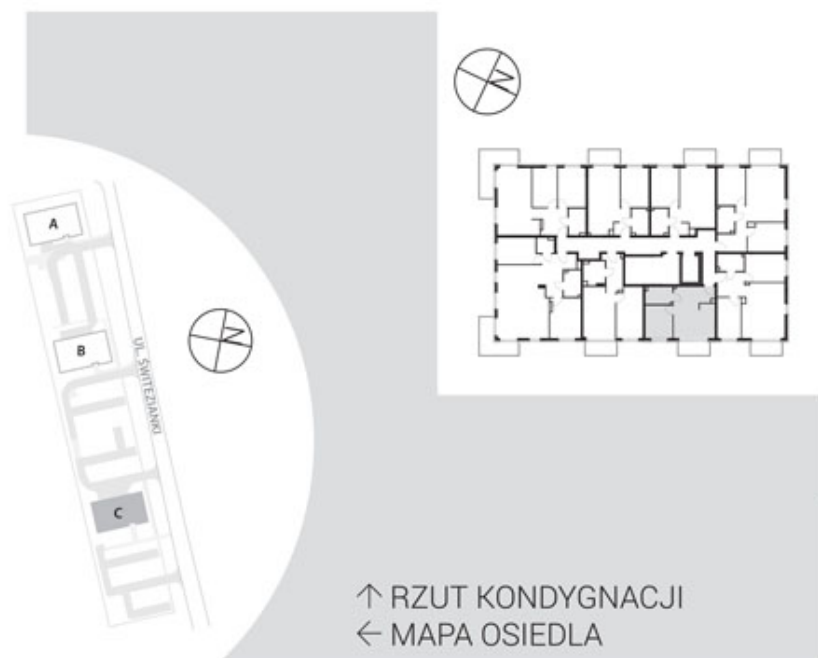 N
A
N
B
UL. ŚWITEZIANKI
C
↑ RZUT KONDYGNACJI
← MAPA OSIEDLA